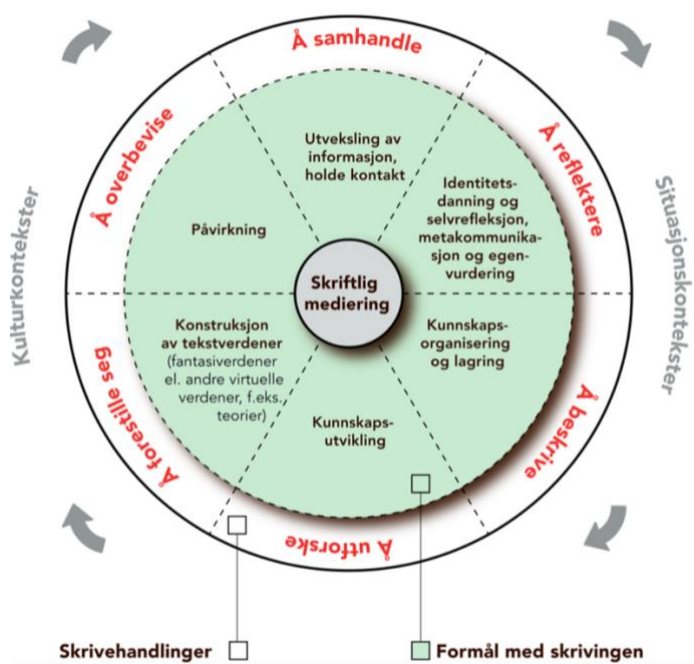 Å samhandle
Å reflektere
Å beskrive
Å utforske
Å forestille seg
Å overbevise
Kulturkontekster
Situasjonskontekster
Utveksling av
informasjon,
holde kontakt
Identitets-
danning og
selvrefleksjon,
metakommunika-
sjon og egen-
vurdering
Kunnskaps-
organisering
og lagring
Kunnskaps-
utvikling
Konstruksjon
av tekstverdener
(fantasiverdener
el. andre virtuelle
verdener, f.eks.
teorier)
Påvirkning
Skriftlig
mediering
Skrivehandlinger
Formål med skrivingen